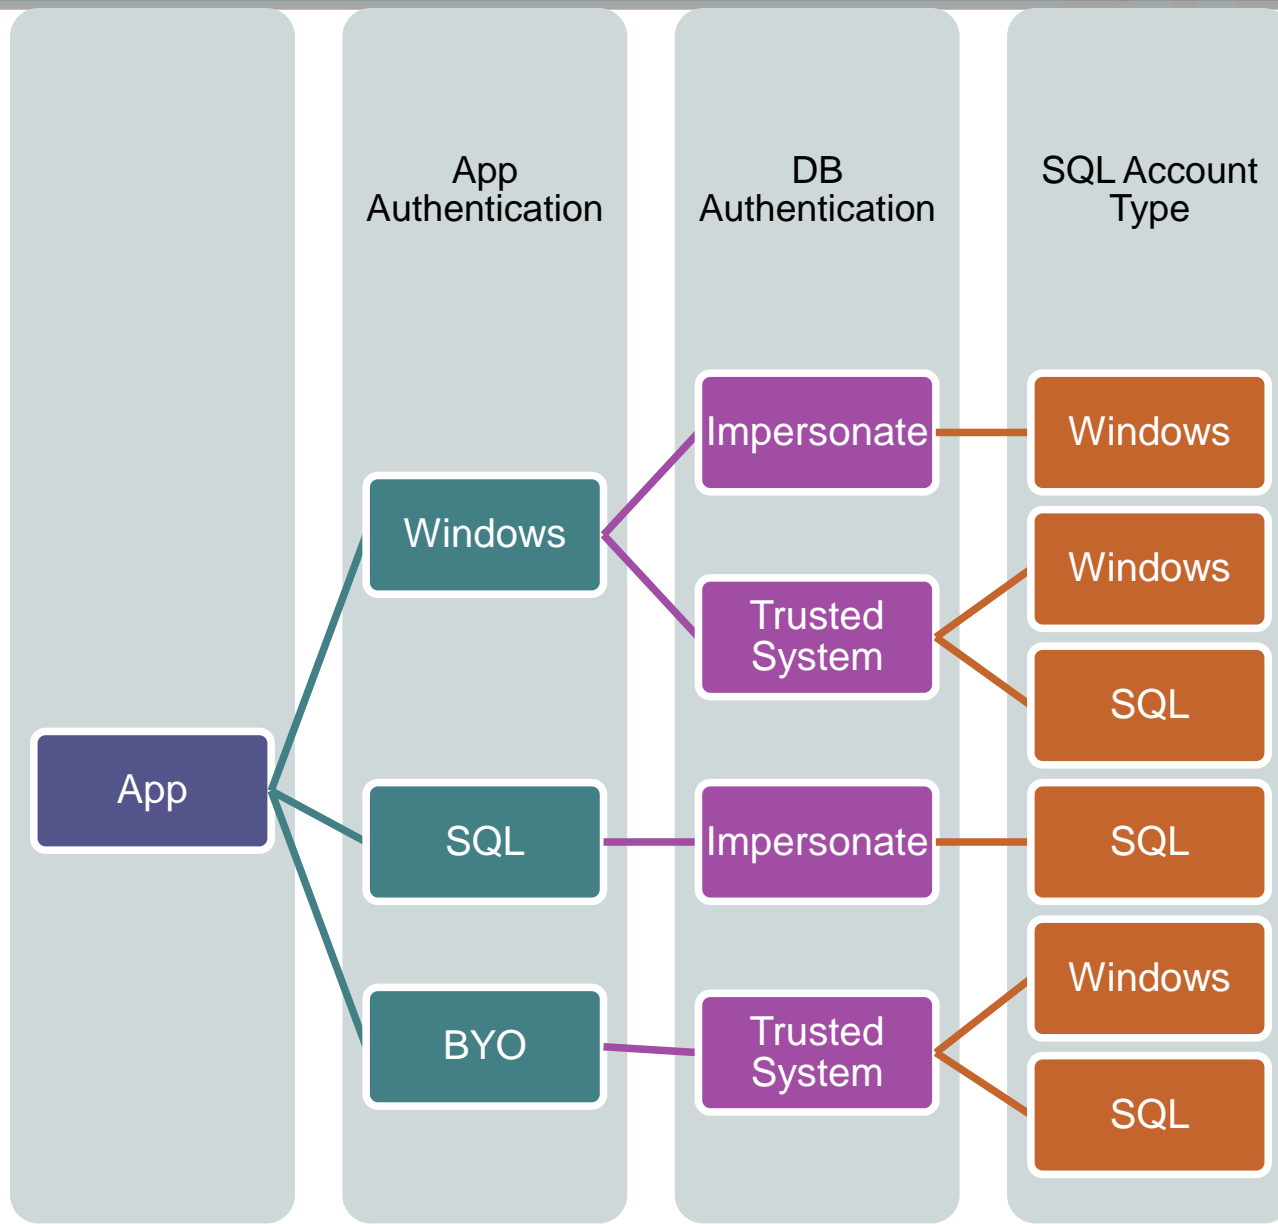 App
Authentication
DB
Authentication
SQL Account
Type
App
Windows
SQL
BYO
Impersonate
Trusted
System
Impersonate
Trusted
System
Windows
Windows
SQL
SQL
Windows
SQL